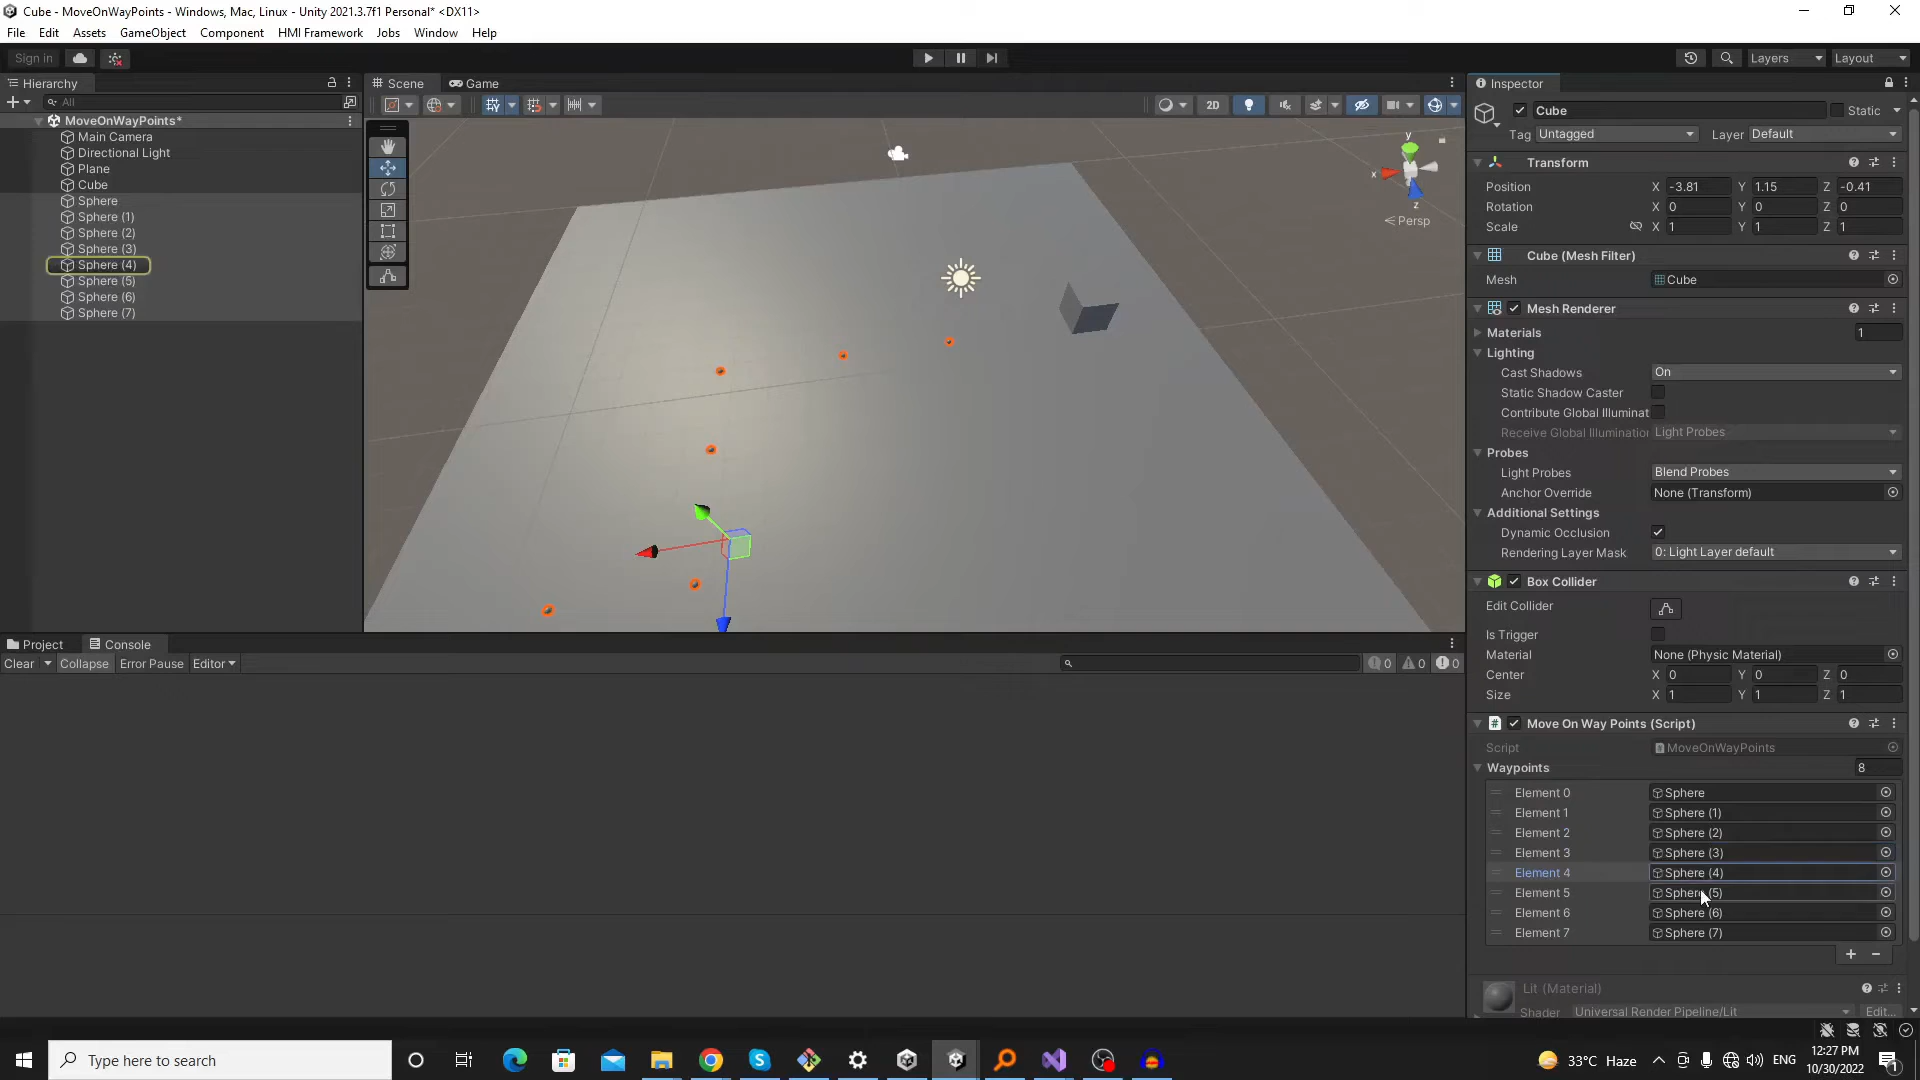 Cube - MoveOnWayPoints - Windows, Mac, Linux - Unity 2021.3.7f1 Personal* <DX11>
File Edit Assets GameObject Component HMI Framework Jobs Window Help
Sign in
Layers
Layout
Hierarchy
All
MoveOnWayPoints*
Main Camera
Directional Light
Plane
Cube
Sphere
Sphere (1)
Sphere (2)
Sphere (3)
Sphere (4)
Sphere (5)
Sphere (6)
Sphere (7)
Scene
Game
2D
y
x
z
< Persp
Inspector
Cube
Static
Tag Untagged Layer Default
Transform
Position X -3.81 Y 1.15 Z -0.41
Rotation X 0 Y 0 Z 0
Scale X 1 Y 1 Z 1
Cube (Mesh Filter)
Mesh Cube
Mesh Renderer
Materials 1
Lighting
Cast Shadows On
Static Shadow Caster
Contribute Global Illuminat
Receive Global Illumination Light Probes
Probes
Light Probes Blend Probes
Anchor Override None (Transform)
Additional Settings
Dynamic Occlusion
Rendering Layer Mask 0: Light Layer default
Box Collider
Edit Collider
Is Trigger
Material None (Physic Material)
Center X 0 Y 0 Z 0
Size X 1 Y 1 Z 1
# Move On Way Points (Script)
Script MoveOnWayPoints
Waypoints 8
Element 0 Sphere
Element 1 Sphere (1)
Element 2 Sphere (2)
Element 3 Sphere (3)
Element 4 Sphere (4)
Element 5 Sphere (5)
Element 6 Sphere (6)
Element 7 Sphere (7)
+ −
Lit (Material)
Shader Universal Render Pipeline/Lit Edit...
Project
Console
Clear Collapse Error Pause Editor
0 0 0
Type here to search
33°C Haze
ENG
12:27 PM
10/30/2022
1